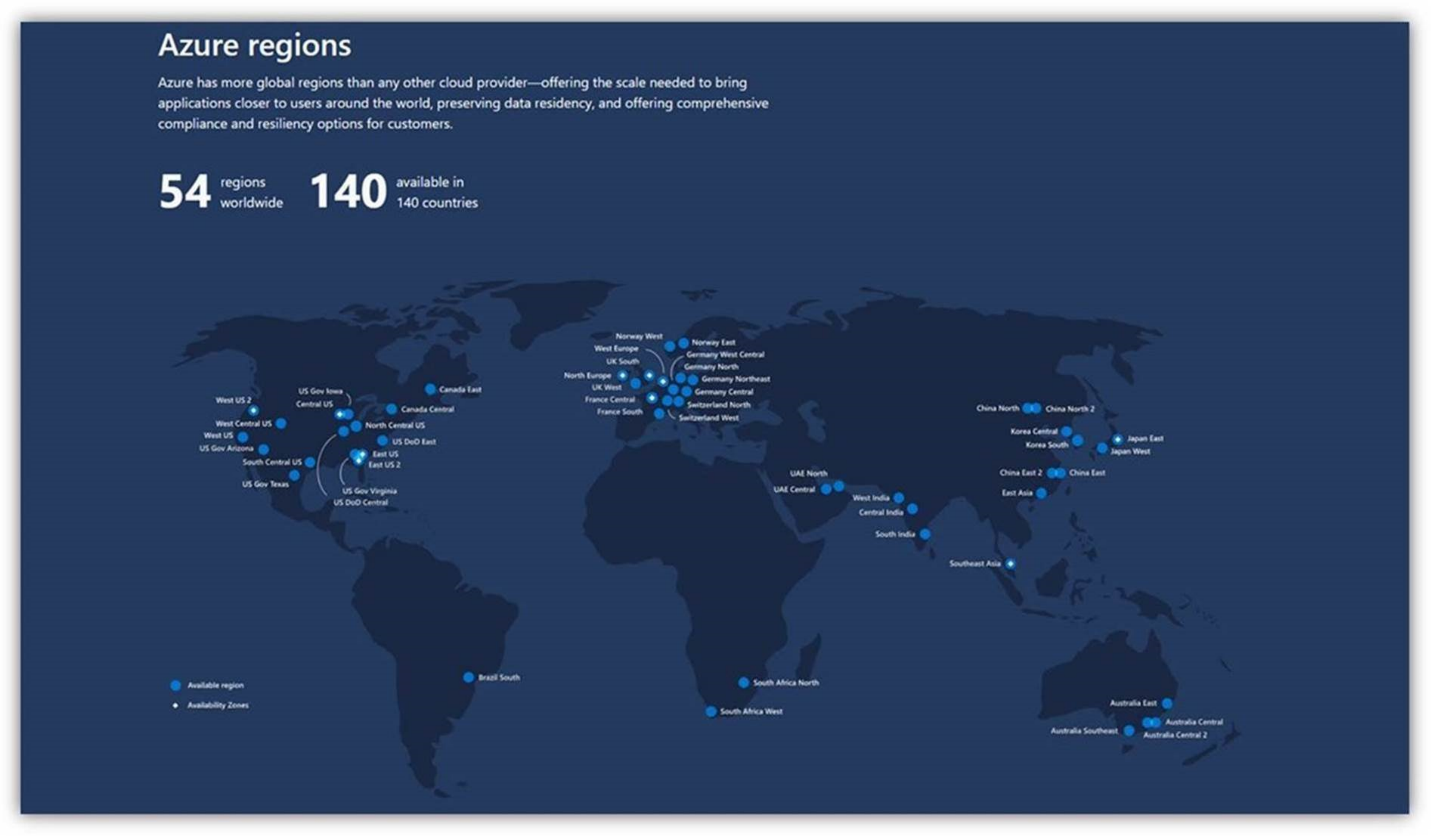 Azure regions
Azure has more global regions than any other cloud provider—offering the scale needed to bring
applications closer to users around the world, preserving data residency, and offering comprehensive
compliance and resiliency options for customers.
54 regions worldwide
140 available in 140 countries
Norway West
Norway East
West Europe
Germany West Central
UK South
Germany North
North Europe
Germany Northeast
UK West
Germany Central
France Central
Switzerland North
France South
Switzerland West
US Gov Iowa
Canada East
West US 2
Central US
Canada Central
West Central US
North Central US
West US
US DoD East
US Gov Arizona
East US
South Central US
East US 2
US Gov Texas
US Gov Virginia
US DoD Central
China North
China North 2
Korea Central
Japan East
Korea South
Japan West
UAE North
China East 2
China East
UAE Central
East Asia
West India
Central India
South India
Southeast Asia
Brazil South
South Africa North
South Africa West
Available region
Availability Zones
Australia East
Australia Central
Australia Southeast
Australia Central 2